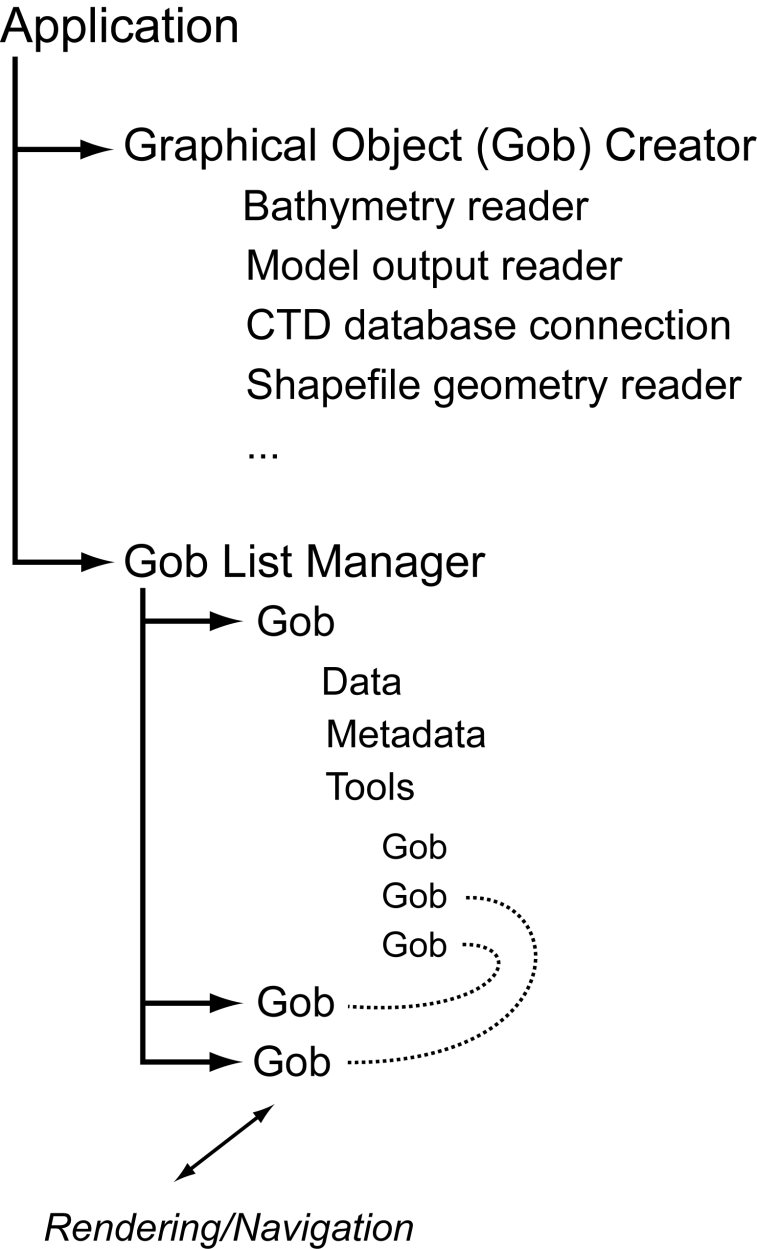 Application
Graphical Object (Gob) Creator
Bathymetry reader
Model output reader
CTD database connection
Shapefile geometry reader
...
Gob List Manager
Gob
Data
Metadata
Tools
Gob
Gob
Gob
Gob
Gob
Rendering/Navigation